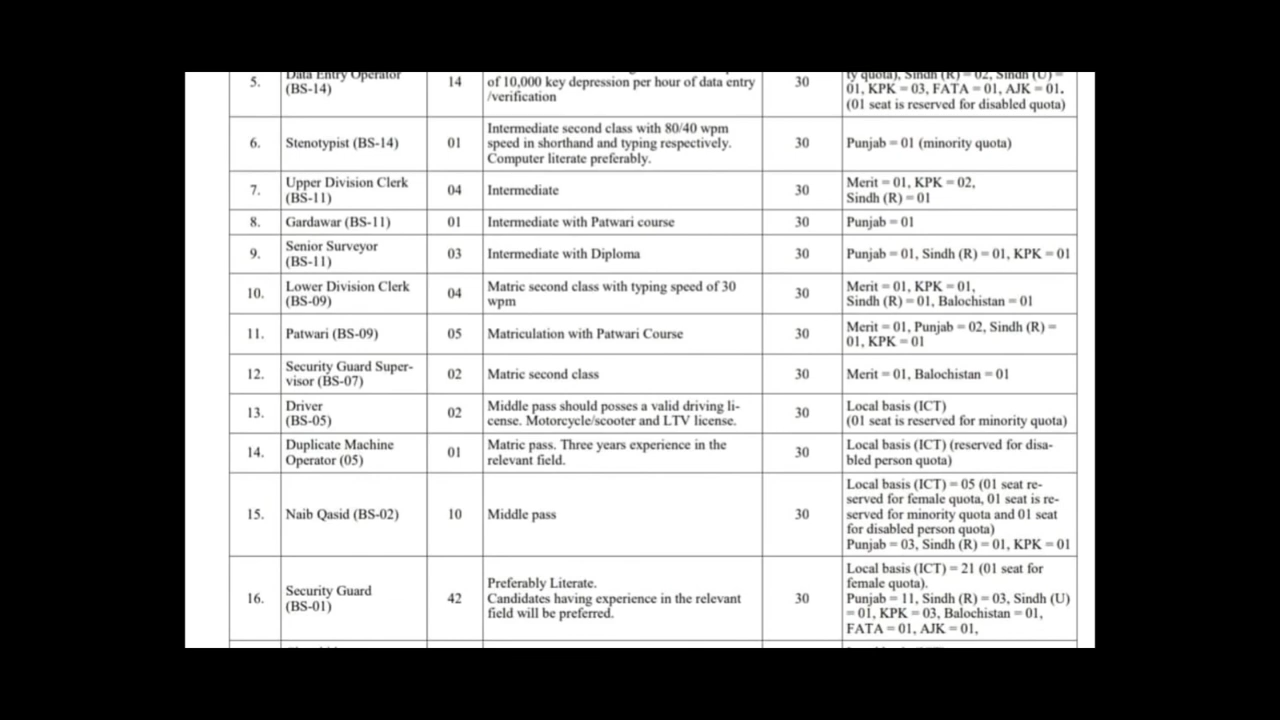 5.
Data Entry Operator
(BS-14)
14
of 10,000 key depression per hour of data entry
/verification
30
ty quota), Sindh (R) = 02, Sindh (U) =
01, KPK = 03, FATA = 01, AJK = 01.
(01 seat is reserved for disabled quota)
6.
Stenotypist (BS-14)
01
Intermediate second class with 80/40 wpm
speed in shorthand and typing respectively.
Computer literate preferably.
30
Punjab = 01 (minority quota)
7.
Upper Division Clerk
(BS-11)
04
Intermediate
30
Merit = 01, KPK = 02,
Sindh (R) = 01
8.
Gardawar (BS-11)
01
Intermediate with Patwari course
30
Punjab = 01
9.
Senior Surveyor
(BS-11)
03
Intermediate with Diploma
30
Punjab = 01, Sindh (R) = 01, KPK = 01
10.
Lower Division Clerk
(BS-09)
04
Matric second class with typing speed of 30
wpm
30
Merit = 01, KPK = 01,
Sindh (R) = 01, Balochistan = 01
11.
Patwari (BS-09)
05
Matriculation with Patwari Course
30
Merit = 01, Punjab = 02, Sindh (R) =
01, KPK = 01
12.
Security Guard Super-
visor (BS-07)
02
Matric second class
30
Merit = 01, Balochistan = 01
13.
Driver
(BS-05)
02
Middle pass should posses a valid driving li-
cense. Motorcycle/scooter and LTV license.
30
Local basis (ICT)
(01 seat is reserved for minority quota)
14.
Duplicate Machine
Operator (05)
01
Matric pass. Three years experience in the
relevant field.
30
Local basis (ICT) (reserved for disa-
bled person quota)
15.
Naib Qasid (BS-02)
10
Middle pass
30
Local basis (ICT) = 05 (01 seat re-
served for female quota, 01 seat is re-
served for minority quota and 01 seat
for disabled person quota)
Punjab = 03, Sindh (R) = 01, KPK = 01
16.
Security Guard
(BS-01)
42
Preferably Literate.
Candidates having experience in the relevant
field will be preferred.
30
Local basis (ICT) = 21 (01 seat for
female quota).
Punjab = 11, Sindh (R) = 03, Sindh (U)
= 01, KPK = 03, Balochistan = 01,
FATA = 01, AJK = 01,